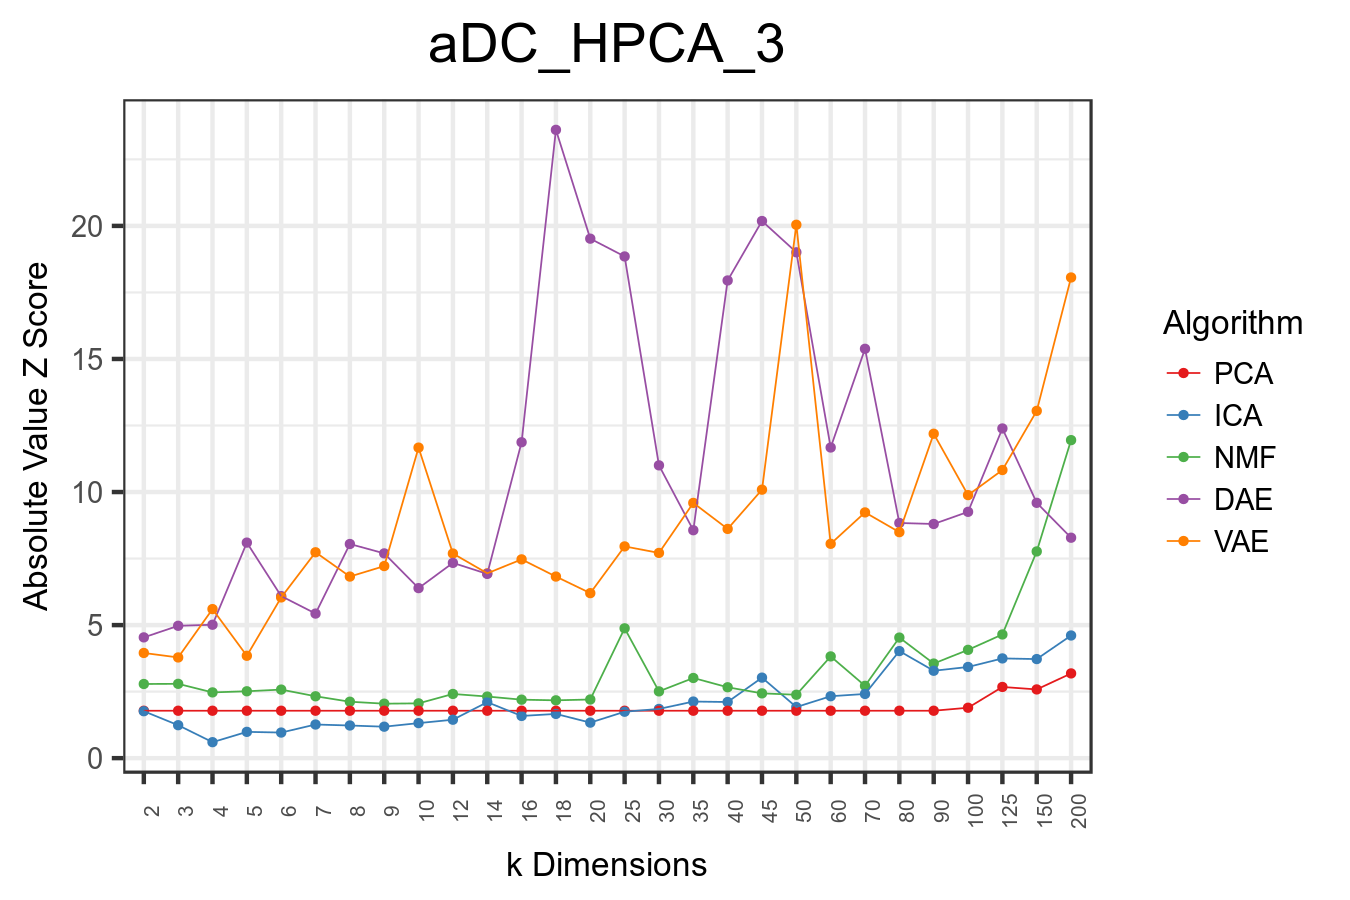 aDC_HPCA_3
Absolute Value Z Score
20
15
10
5
0
2 3 4 5 6 7 8 9 10 12 14 16 18 20 25 30 35 40 45 50 60 70 80 90 100 125 150 200
k Dimensions
Algorithm
PCA
ICA
NMF
DAE
VAE